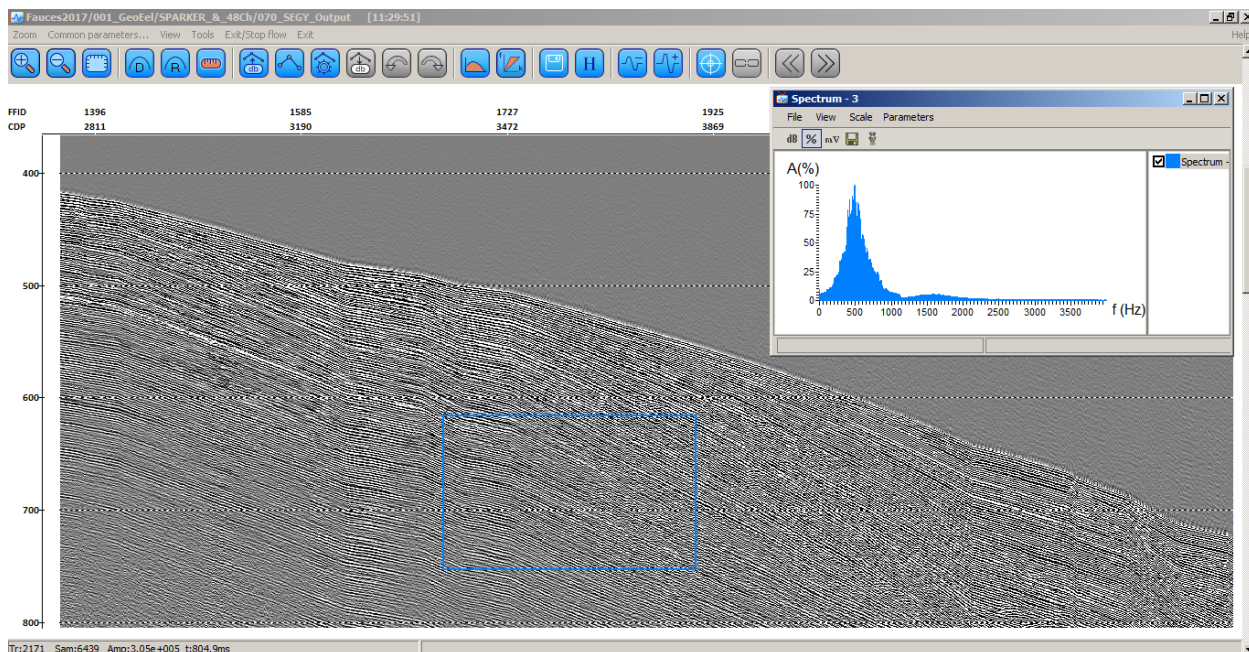 Fauces2017/001_GeoEel/SPARKER_&_48Ch/070_SEGY_Output [11:29:51]
Zoom Common parameters... View Tools Exit/Stop flow Exit Help
D R db db H
FFID 1396 1585 1727 1925
CDP 2811 3190 3472 3869
400
500
600
700
800
Spectrum - 3
File View Scale Parameters
dB % mV
A(%)
100
75
50
25
0
0 500 1000 1500 2000 2500 3000 3500 f (Hz)
Spectrum -
Tr:2171 Sam:6439 Amp:3.05e+005 t:804.9ms